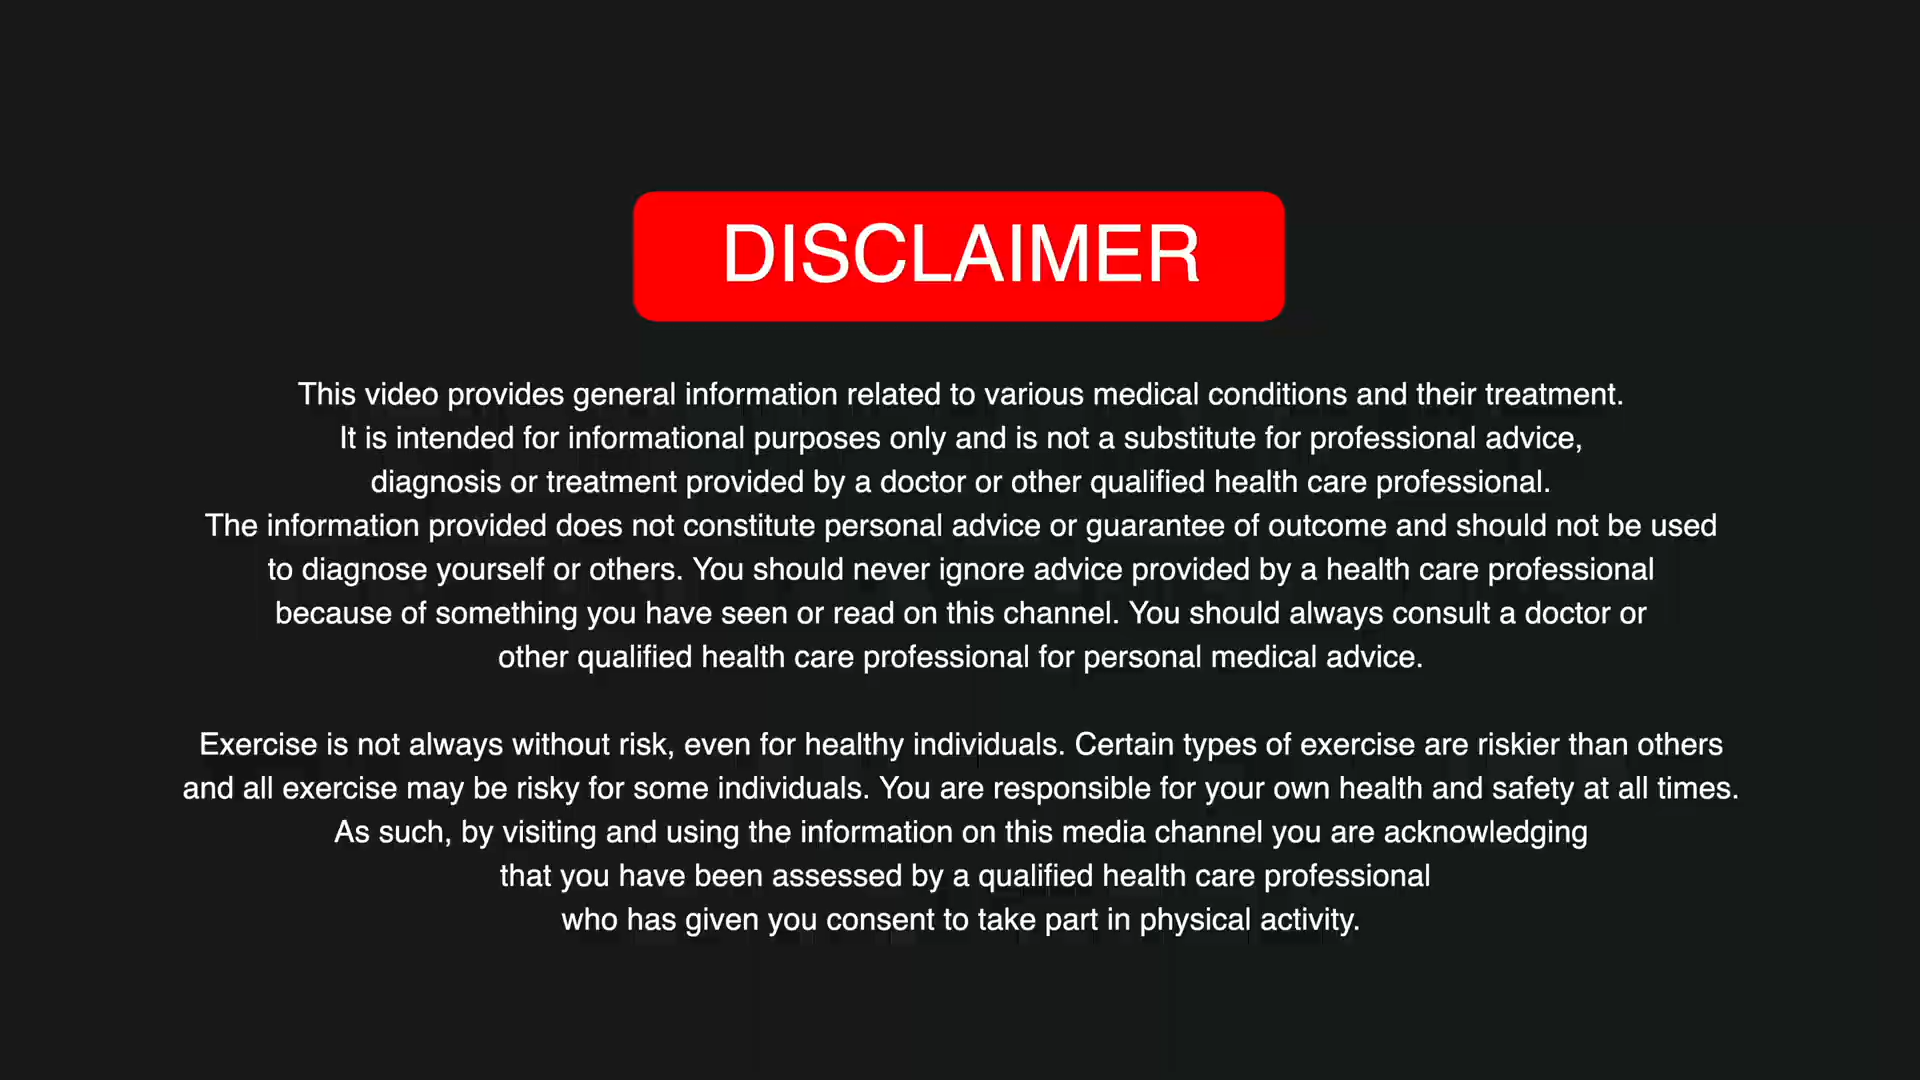 DISCLAIMER
This video provides general information related to various medical conditions and their treatment.
It is intended for informational purposes only and is not a substitute for professional advice,
diagnosis or treatment provided by a doctor or other qualified health care professional.
The information provided does not constitute personal advice or guarantee of outcome and should not be used
to diagnose yourself or others. You should never ignore advice provided by a health care professional
because of something you have seen or read on this channel. You should always consult a doctor or
other qualified health care professional for personal medical advice.
Exercise is not always without risk, even for healthy individuals. Certain types of exercise are riskier than others
and all exercise may be risky for some individuals. You are responsible for your own health and safety at all times.
As such, by visiting and using the information on this media channel you are acknowledging
that you have been assessed by a qualified health care professional
who has given you consent to take part in physical activity.